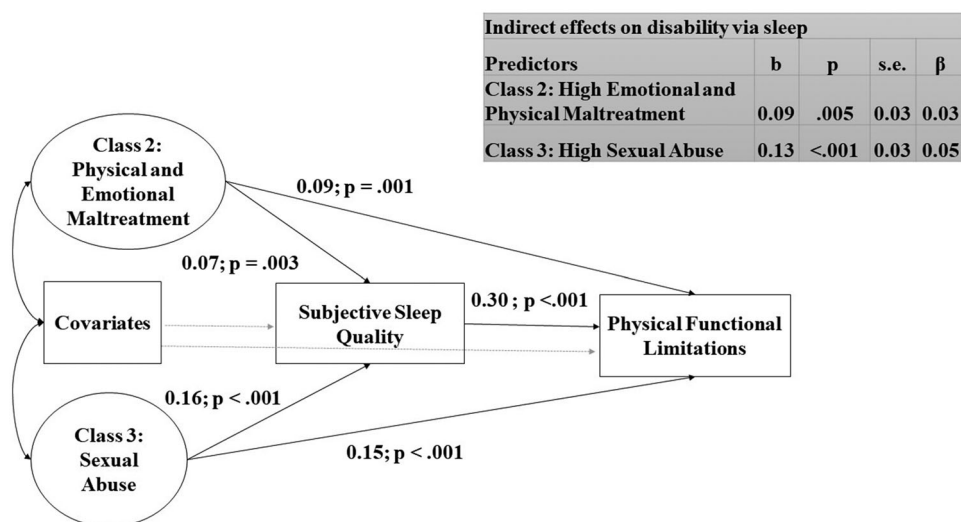 Indirect effects on disability via sleep
Predictors b p s.e. β
Class 2: High Emotional and
Physical Maltreatment 0.09 .005 0.03 0.03
Class 3: High Sexual Abuse 0.13 <.001 0.03 0.05
Class 2:
Physical and
Emotional
Maltreatment
0.09; p = .001
0.07; p = .003
Covariates
Subjective Sleep
Quality
0.30 ; p <.001
Physical Functional
Limitations
0.16; p < .001
Class 3:
Sexual
Abuse
0.15; p < .001